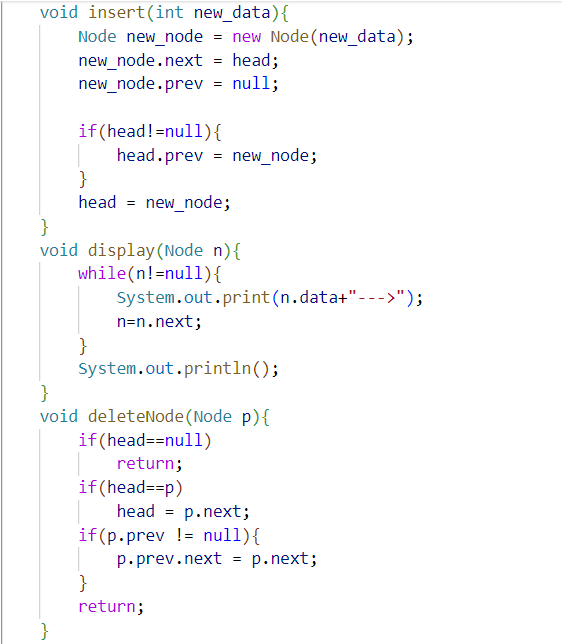 void insert(int new_data){
Node new_node = new Node(new_data);
new_node.next = head;
new_node.prev = null;
if(head!=null){
head.prev = new_node;
}
head = new_node;
}
void display(Node n){
while(n!=null){
System.out.print(n.data+"--->");
n=n.next;
}
System.out.println();
}
void deleteNode(Node p){
if(head==null)
return;
if(head==p)
head = p.next;
if(p.prev != null){
p.prev.next = p.next;
}
return;
}